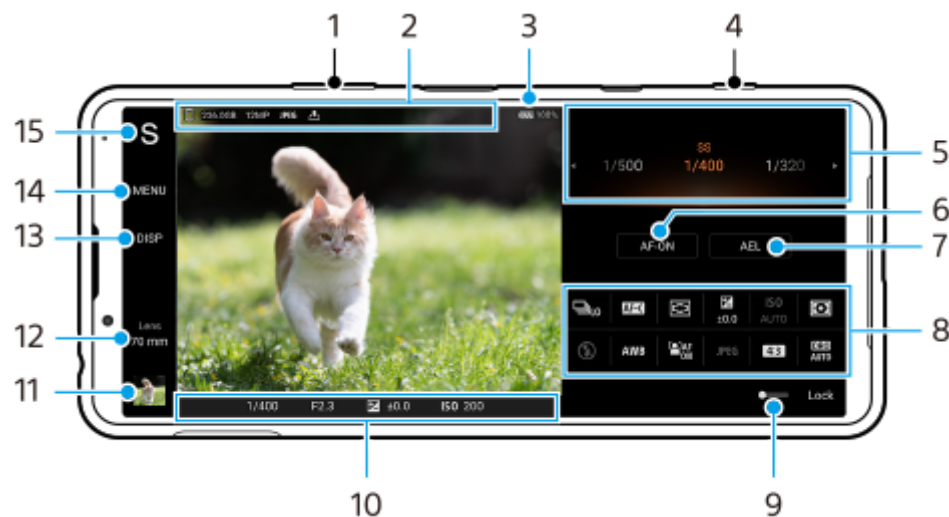 1
2
3
4
15
S
236.0GB 12MP JPEG
100%
SS
1/500 1/400 1/320
5
14
MENU
6
13
DISP
AF-ON
AEL
7
12
Lens
70 mm
±0.0
ISO
AUTO
8
AWB
AF
ON
JPEG
4:3
AUTO
11
1/400 F2.3 ±0.0 ISO 200
Lock
10
9